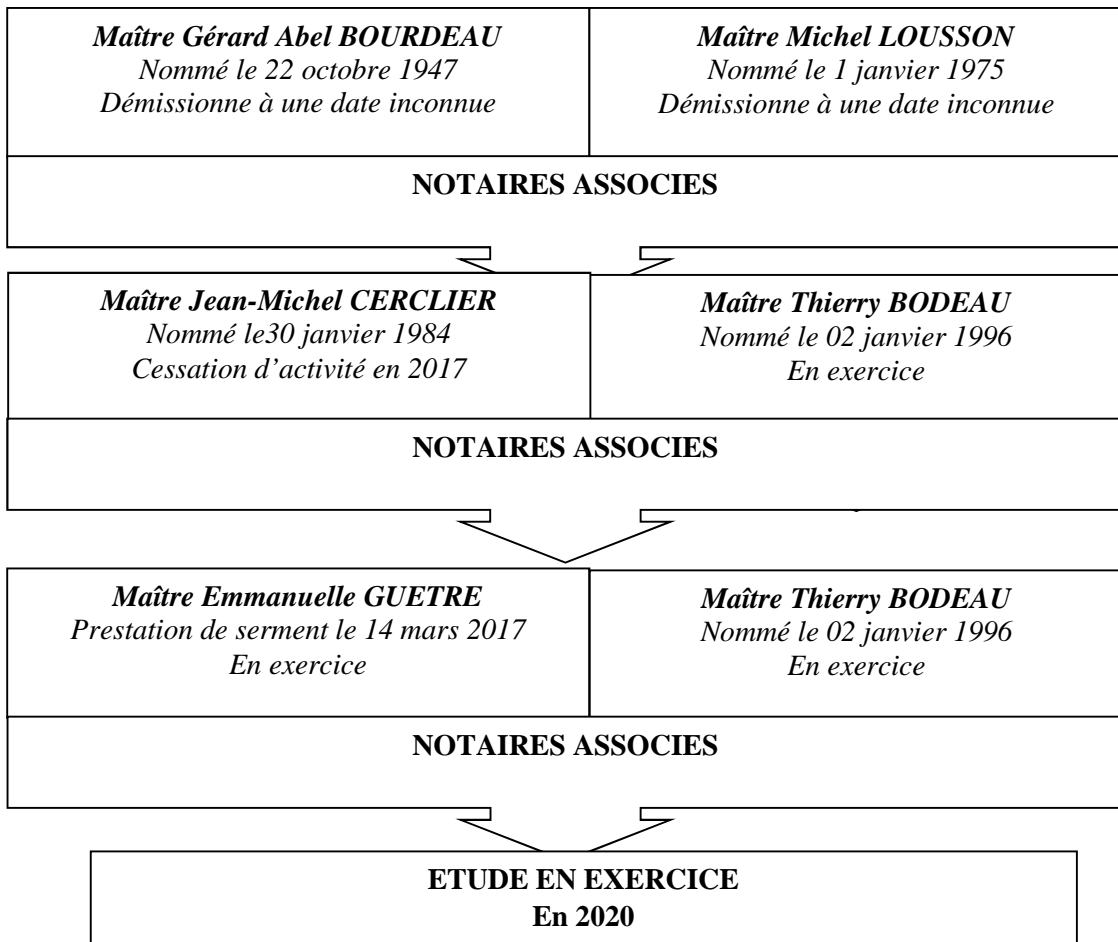 Maître Gérard Abel BOURDEAU
Nommé le 22 octobre 1947
Démissionne à une date inconnue
Maître Michel LOUSSON
Nommé le 1 janvier 1975
Démissionne à une date inconnue
NOTAIRES ASSOCIES
Maître Jean-Michel CERCLIER
Nommé le30 janvier 1984
Cessation d’activité en 2017
Maître Thierry BODEAU
Nommé le 02 janvier 1996
En exercice
NOTAIRES ASSOCIES
Maître Emmanuelle GUETRE
Prestation de serment le 14 mars 2017
En exercice
Maître Thierry BODEAU
Nommé le 02 janvier 1996
En exercice
NOTAIRES ASSOCIES
ETUDE EN EXERCICE
En 2020